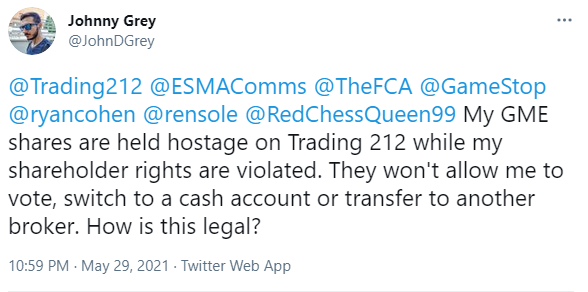 Johnny Grey
@JohnDGrey
@Trading212 @ESMAComms @TheFCA @GameStop
@ryancohen @rensole @RedChessQueen99 My GME
shares are held hostage on Trading 212 while my
shareholder rights are violated. They won't allow me to
vote, switch to a cash account or transfer to another
broker. How is this legal?
10:59 PM · May 29, 2021 · Twitter Web App